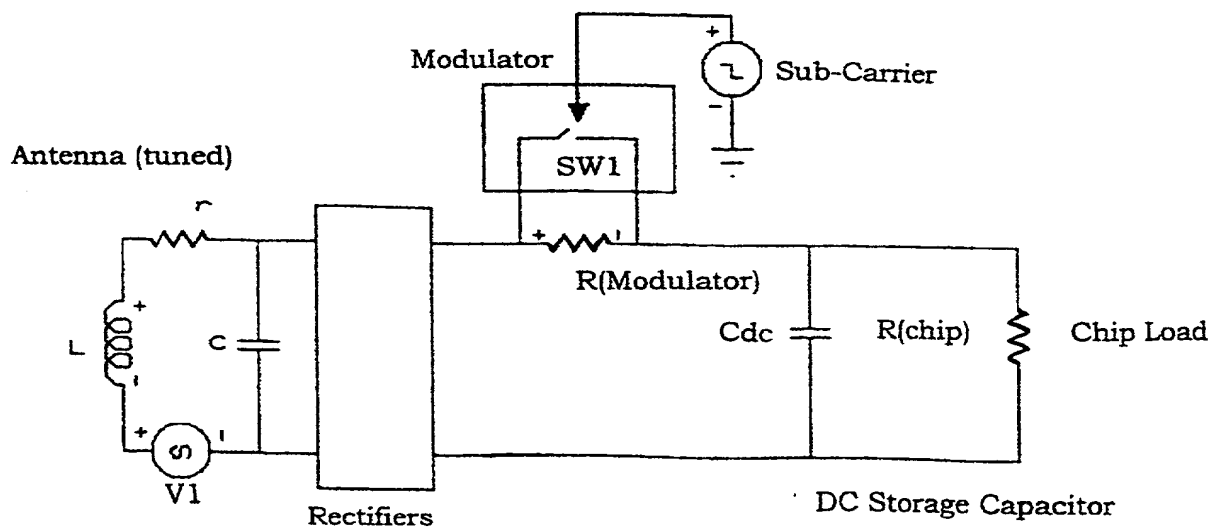 Modulator
+
Sub-Carrier
−
Antenna (tuned)
SW1
r
+ −
R(Modulator)
+
L
−
C
Cdc
R(chip)
Chip Load
+ −
S
V1
Rectifiers
DC Storage Capacitor